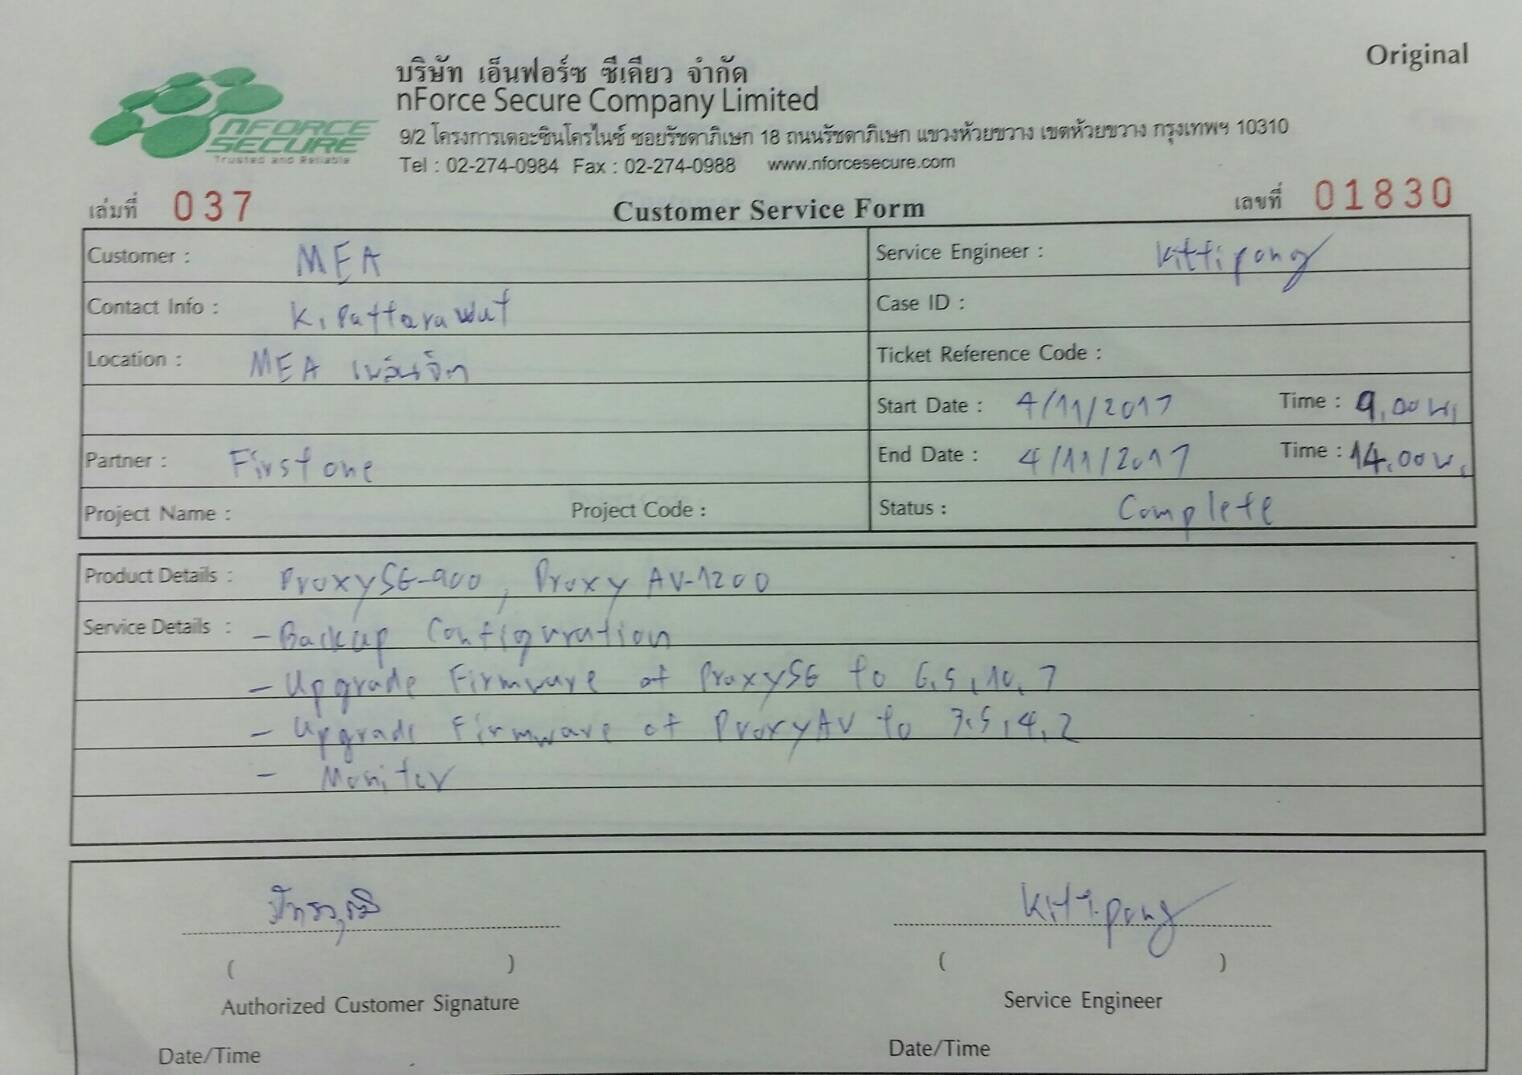 Original
บริษัท เอ็นฟอร์ซ ซีเคียว จำกัด
nForce Secure Company Limited
9/2 โครงการเดอะซินโครไนซ์ ซอยรัชดาภิเษก 18 ถนนรัชดาภิเษก แขวงห้วยขวาง เขตห้วยขวาง กรุงเทพฯ 10310
Tel : 02-274-0984 Fax : 02-274-0988 www.nforcesecure.com
NFORCE
SECURE
Trusted and Reliable
เล่มที่ 037
Customer Service Form
เลขที่ 01830
Customer : MEA
Service Engineer : Kittipong
Contact Info : K. Pattarawut
Case ID :
Location : MEA เพลินจิต
Ticket Reference Code :
Start Date : 4/11/2017 Time : 9.00 น.
Partner : First one
End Date : 4/11/2017 Time : 14.00 น.
Project Name : Project Code :
Status : Complete
Product Details : ProxySG-900, Proxy AV-1200
Service Details : - Backup Configuration
- Upgrade Firmware of ProxySG to 6.5.10.7
- Upgrade Firmware of ProxyAV to 3.5.4.2
- Monitor
Kittipong
( )
( )
Authorized Customer Signature
Service Engineer
Date/Time
Date/Time